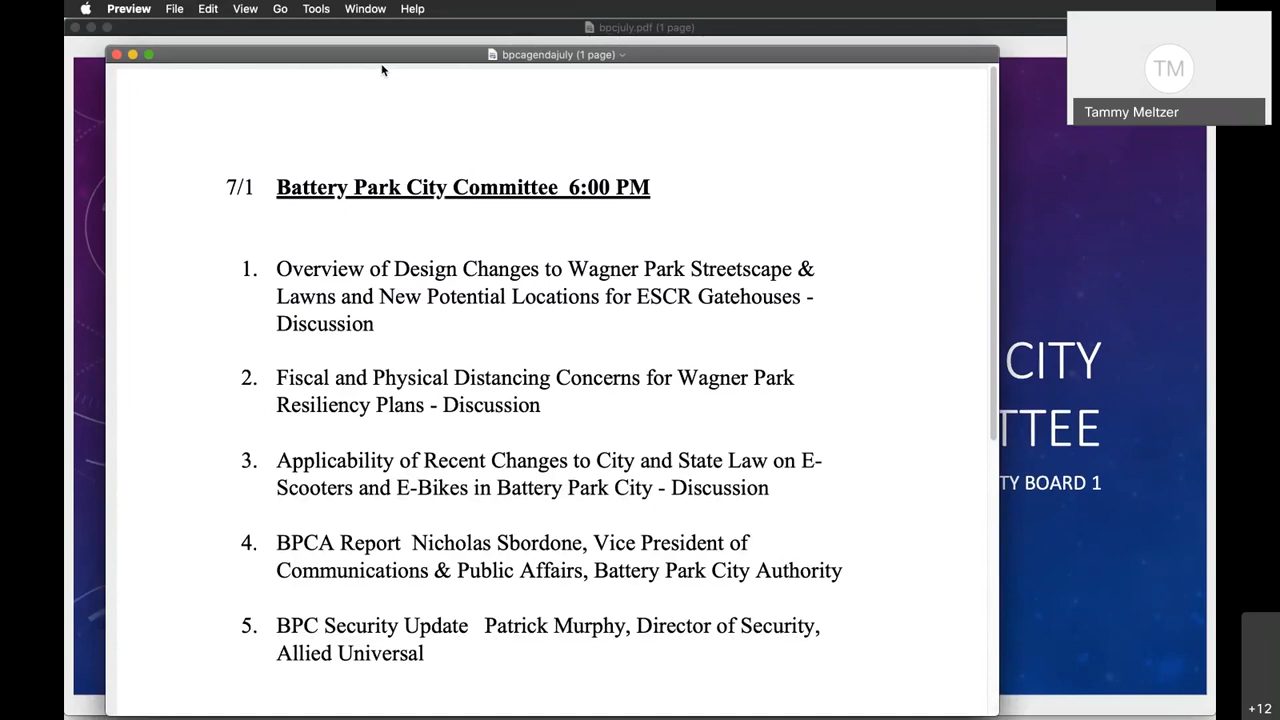 Preview File Edit View Go Tools Window Help
bpcjuly.pdf (1 page)
bpcagendajuly (1 page)
TM
Tammy Meltzer
7/1 Battery Park City Committee 6:00 PM
1. Overview of Design Changes to Wagner Park Streetscape &
Lawns and New Potential Locations for ESCR Gatehouses -
Discussion
2. Fiscal and Physical Distancing Concerns for Wagner Park
Resiliency Plans - Discussion
3. Applicability of Recent Changes to City and State Law on E-
Scooters and E-Bikes in Battery Park City - Discussion
4. BPCA Report Nicholas Sbordone, Vice President of
Communications & Public Affairs, Battery Park City Authority
5. BPC Security Update Patrick Murphy, Director of Security,
Allied Universal
CITY
TTEE
TY BOARD 1
+12